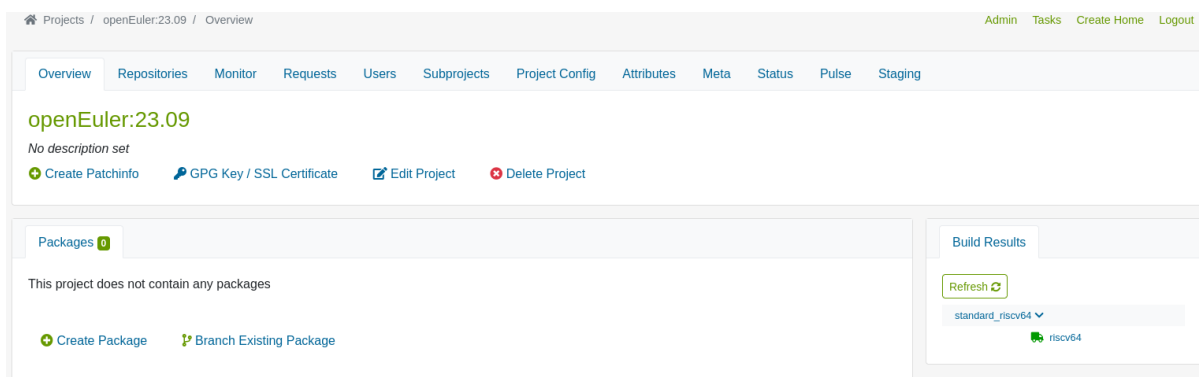 Projects / openEuler:23.09 / Overview
Admin Tasks Create Home Logout
Overview Repositories Monitor Requests Users Subprojects Project Config Attributes Meta Status Pulse Staging
openEuler:23.09
No description set
Create Patchinfo GPG Key / SSL Certificate Edit Project Delete Project
Packages 0
This project does not contain any packages
Create Package Branch Existing Package
Build Results
Refresh
standard_riscv64
riscv64